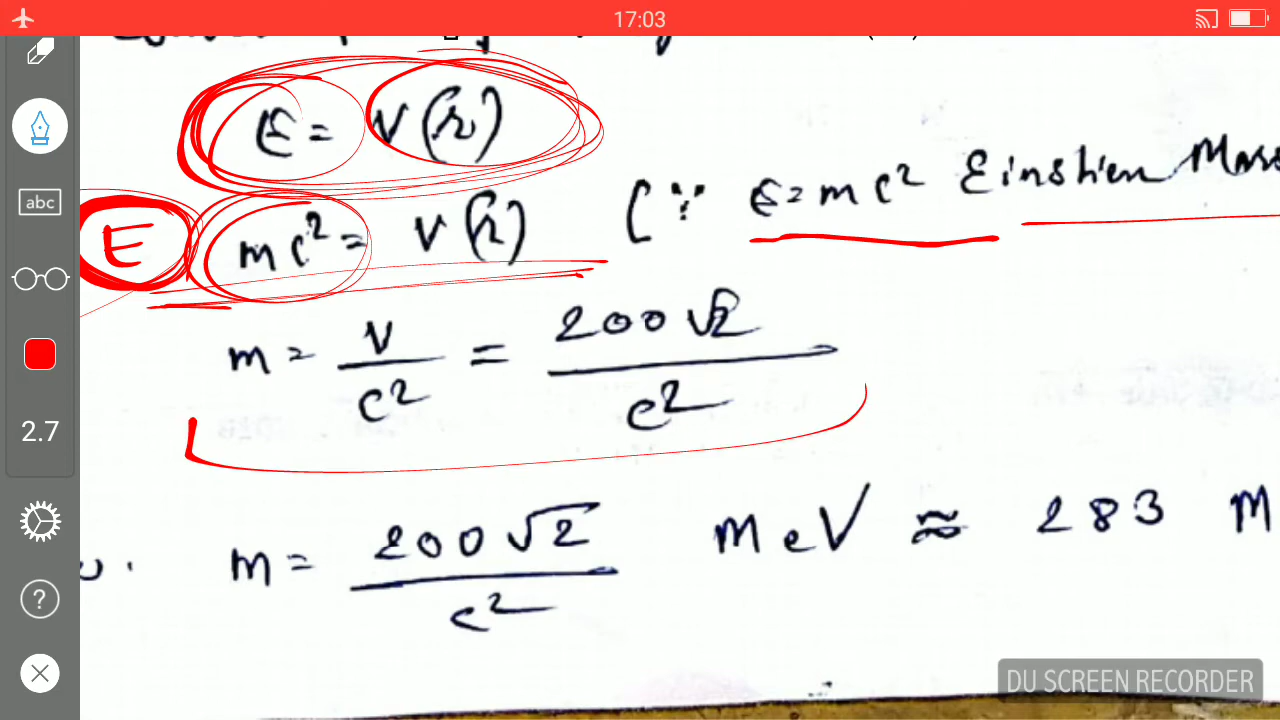 17:03
E = V(r)
E mc² = V(r) (∵ E = mc² Einstien Mass
abc
m = V/c² = 200√2/c²
2.7
m = 200√2/c² MeV ≈ 283 M
?
DU SCREEN RECORDER